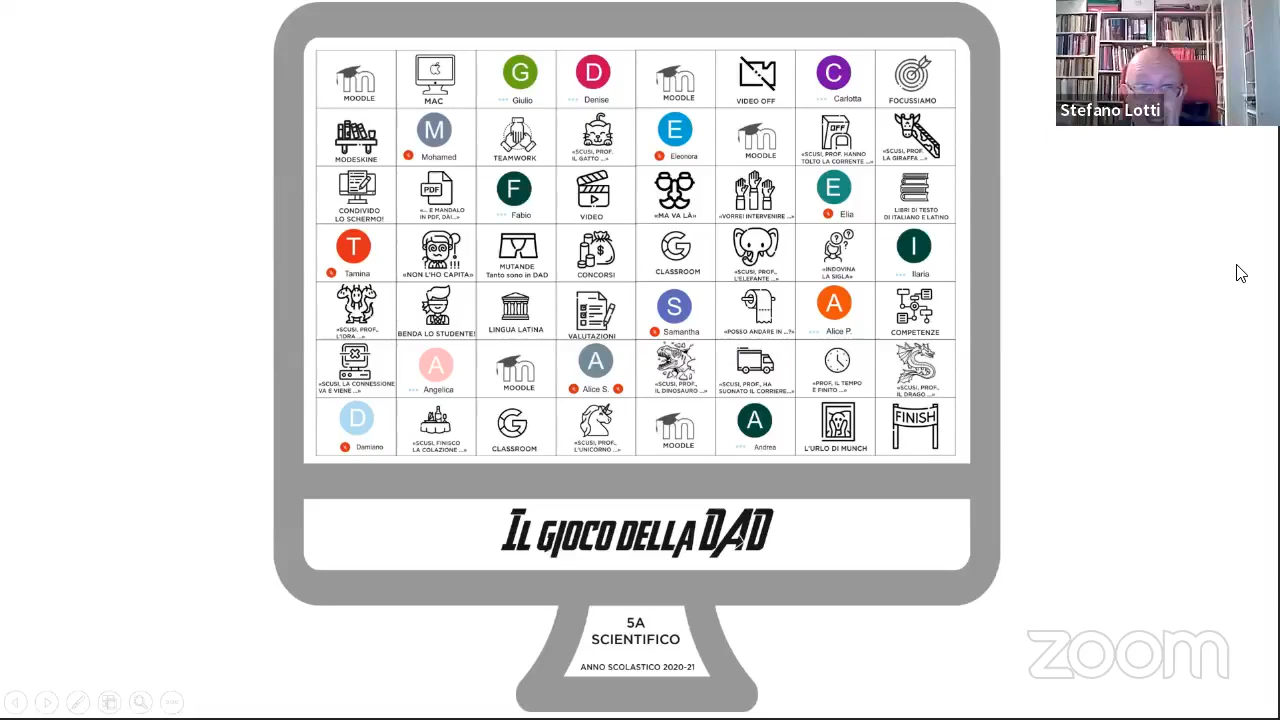 Stefano Lotti
G
D
C
MOODLE
MAC
Giulio
Denise
MOODLE
VIDEO OFF
Carlotta
FOCUSSIAMO
M
E
OFF
MODESKINE
Mohamed
TEAMWORK
«SCUSI, PROF.
IL GATTO ...»
Eleonora
MOODLE
«SCUSI, PROF. HANNO
TOLTO LA CORRENTE ...»
«SCUSI, PROF.
LA GIRAFFA ...»
PDF
F
E
CONDIVIDO
LO SCHERMO!
«... E MANDALO
IN PDF, DÀI...»
Fabio
VIDEO
«MA VA LÀ»
«VORREI INTERVENIRE ...»
Elia
LIBRI DI TESTO
DI ITALIANO E LATINO
T
I
Tamina
«NON L'HO CAPITA»
MUTANDE
Tanto sono in DAD
CONCORSI
CLASSROOM
«SCUSI, PROF.,
L'ELEFANTE ...»
«INDOVINA
LA SIGLA»
Ilaria
S
A
«SCUSI, PROF.,
L'IDRA ...»
BENDA LO STUDENTE!
LINGUA LATINA
VALUTAZIONI
Samantha
«POSSO ANDARE IN ...?»
Alice P.
COMPETENZE
A
A
«SCUSI, LA CONNESSIONE
VA E VIENE ...»
Angelica
MOODLE
Alice S.
«SCUSI, PROF.,
IL DINOSAURO ...»
«SCUSI, PROF., HA
SUONATO IL CORRIERE...»
«PROF, IL TEMPO
È FINITO ...»
«SCUSI, PROF.,
IL DRAGO ...»
D
A
FINISH
Damiano
«SCUSI, FINISCO
LA COLAZIONE ...»
CLASSROOM
«SCUSI, PROF.,
L'UNICORNO ...»
MOODLE
Andrea
L'URLO DI MUNCH
IL GIOCO DELLA DAD
5A
SCIENTIFICO
ANNO SCOLASTICO 2020-21
zoom